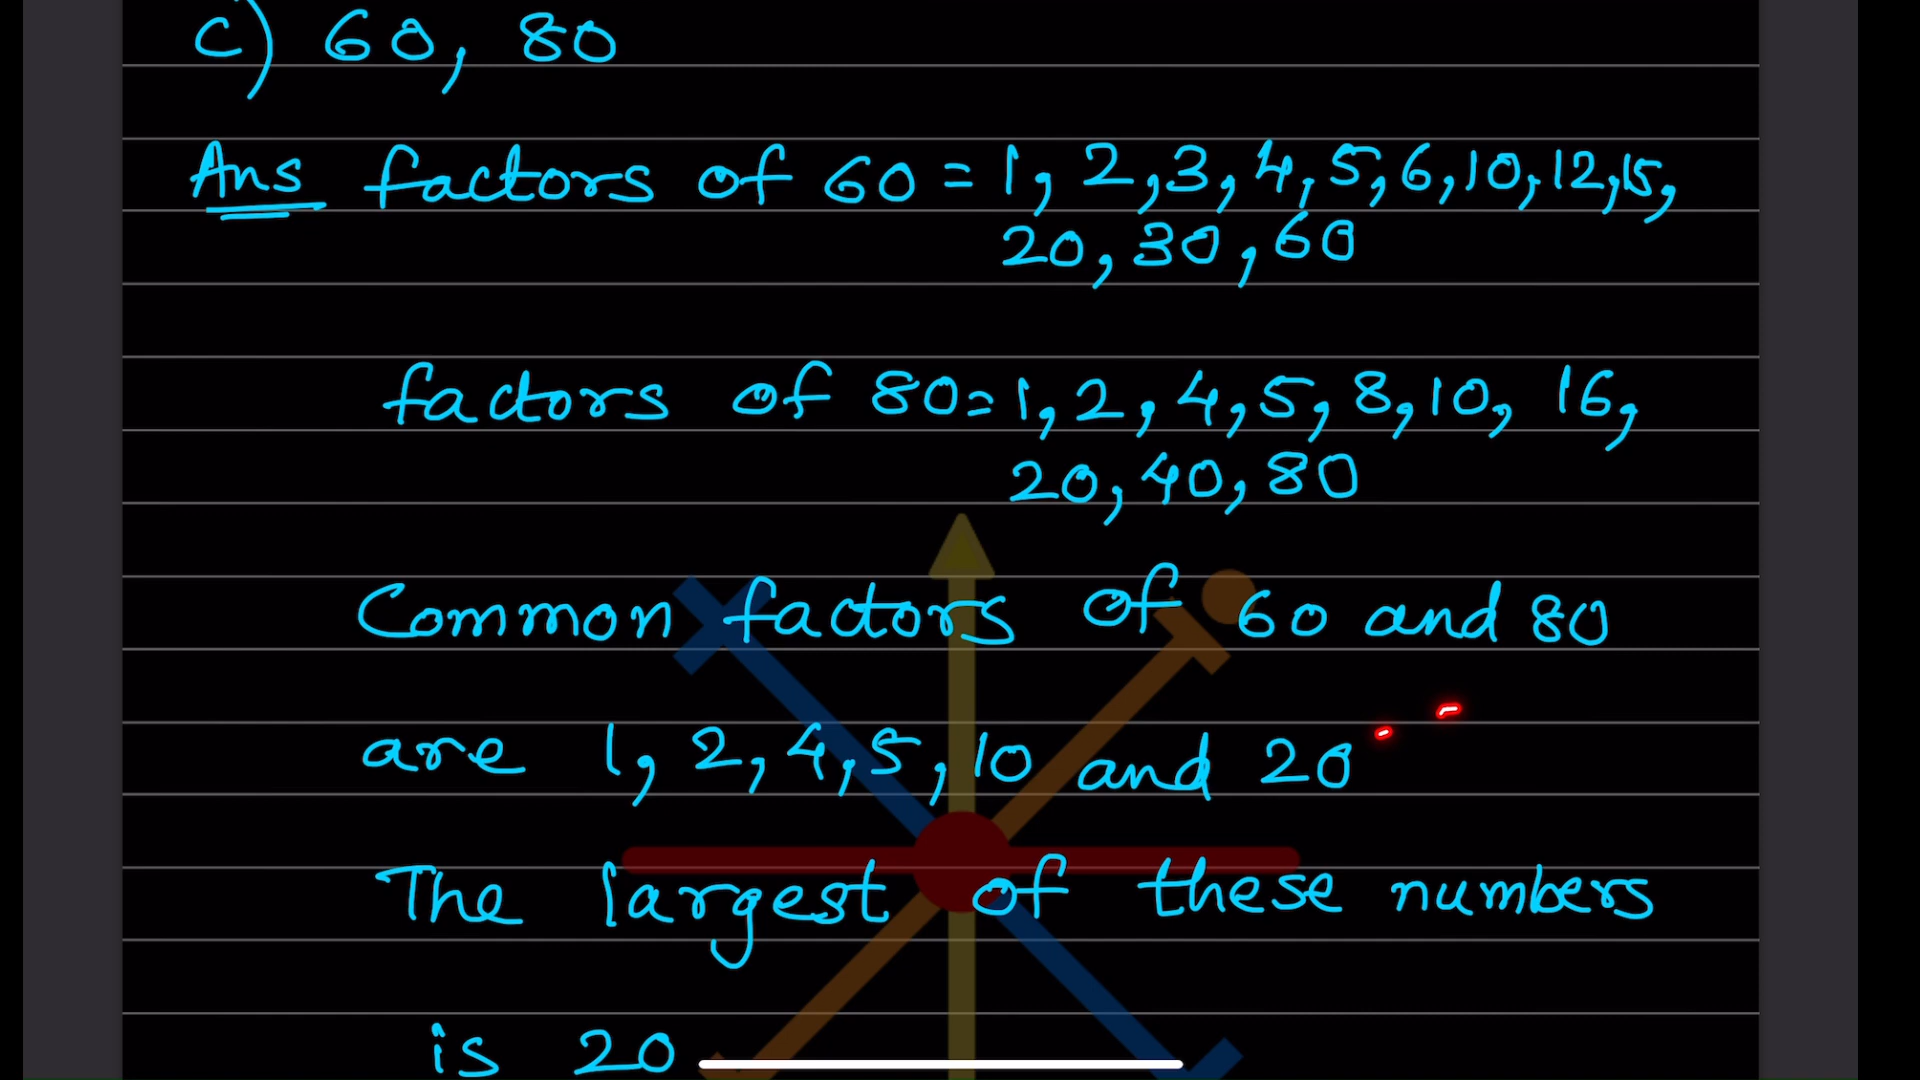 c) 60, 80
Ans factors of 60 = 1, 2, 3, 4, 5, 6, 10, 12, 15,
20, 30, 60
factors of 80 = 1, 2, 4, 5, 8, 10, 16,
20, 40, 80
Common factors of 60 and 80
are 1, 2, 4, 5, 10 and 20
The largest of these numbers
is 20